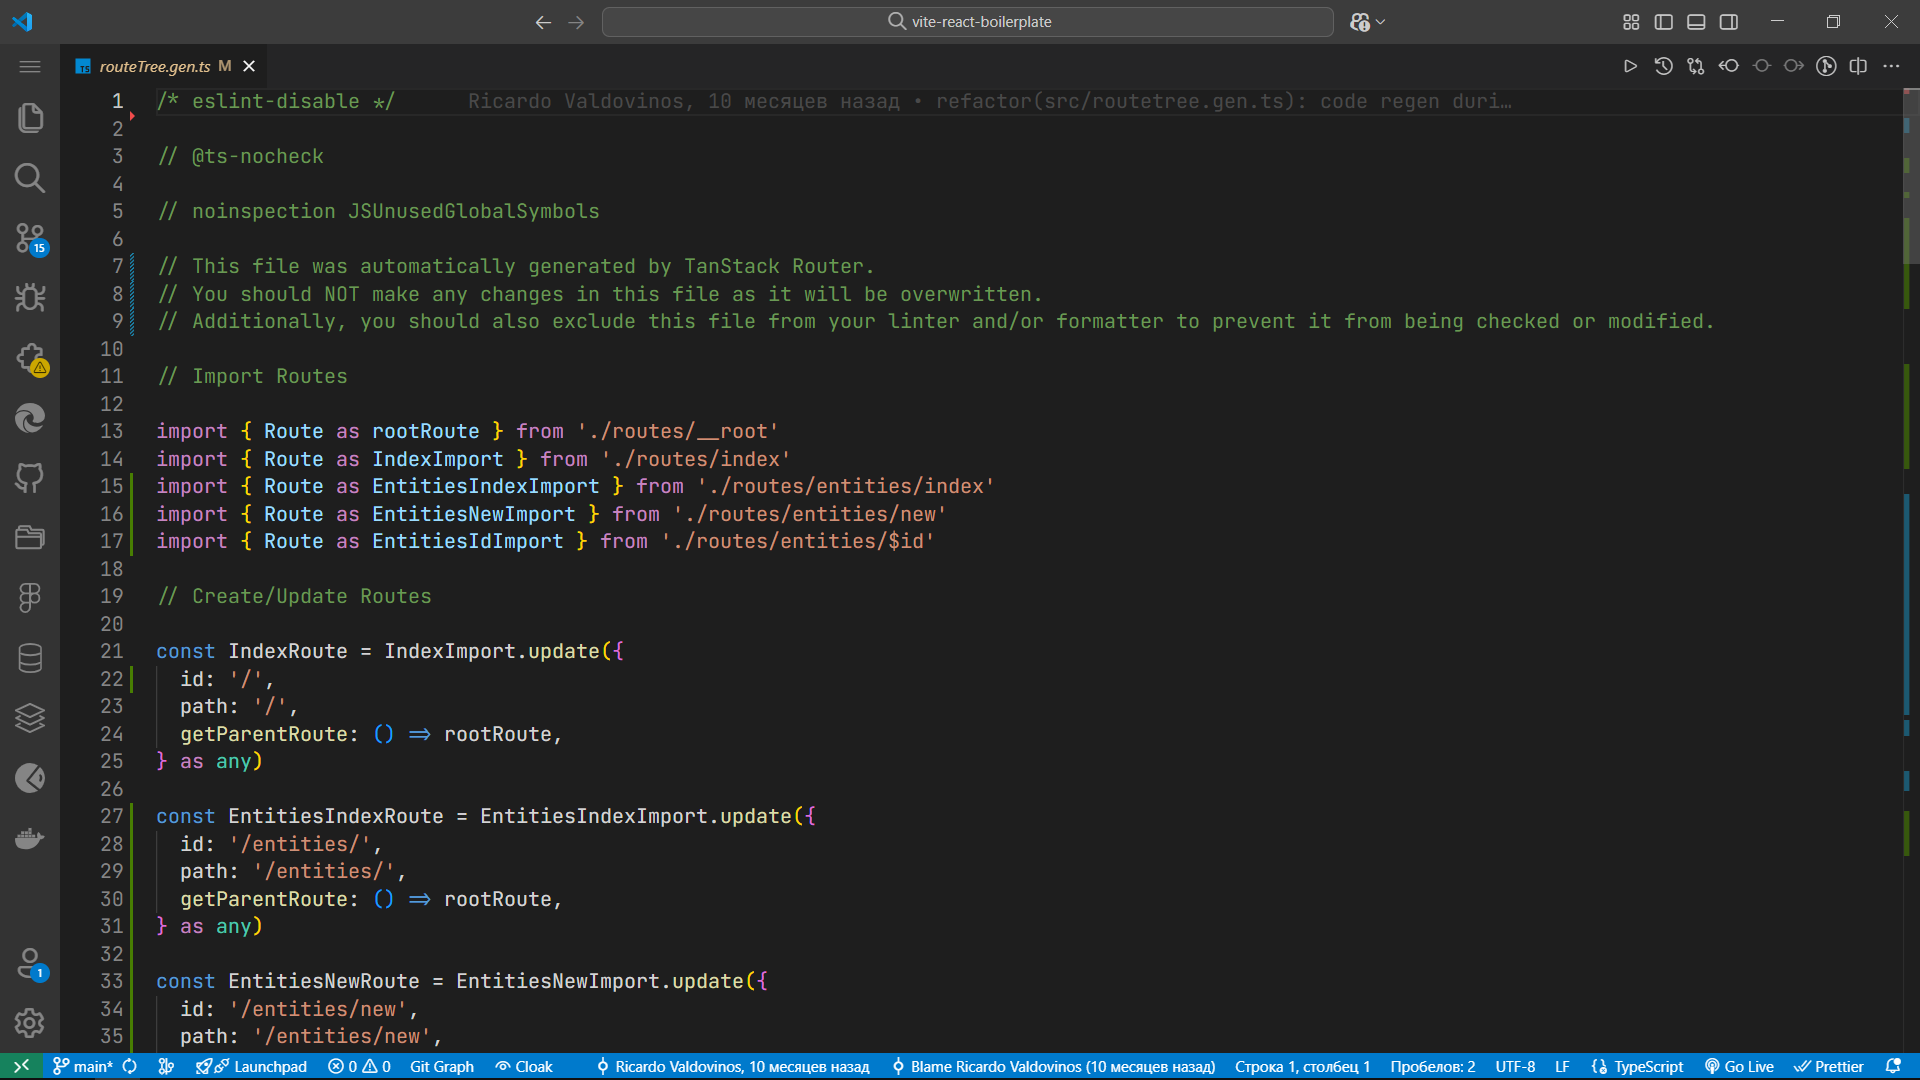 vite-react-boilerplate
routeTree.gen.ts M
1 /* eslint-disable */ Ricardo Valdovinos, 10 месяцев назад • refactor(src/routetree.gen.ts): code regen duri…
2
3 // @ts-nocheck
4
5 // noinspection JSUnusedGlobalSymbols
6
7 // This file was automatically generated by TanStack Router.
8 // You should NOT make any changes in this file as it will be overwritten.
9 // Additionally, you should also exclude this file from your linter and/or formatter to prevent it from being checked or modified.
10
11 // Import Routes
12
13 import { Route as rootRoute } from './routes/__root'
14 import { Route as IndexImport } from './routes/index'
15 import { Route as EntitiesIndexImport } from './routes/entities/index'
16 import { Route as EntitiesNewImport } from './routes/entities/new'
17 import { Route as EntitiesIdImport } from './routes/entities/$id'
18
19 // Create/Update Routes
20
21 const IndexRoute = IndexImport.update({
22 id: '/',
23 path: '/',
24 getParentRoute: () => rootRoute,
25 } as any)
26
27 const EntitiesIndexRoute = EntitiesIndexImport.update({
28 id: '/entities/',
29 path: '/entities/',
30 getParentRoute: () => rootRoute,
31 } as any)
32
33 const EntitiesNewRoute = EntitiesNewImport.update({
34 id: '/entities/new',
35 path: '/entities/new',
15
1
main* Launchpad 0 0 Git Graph Cloak Ricardo Valdovinos, 10 месяцев назад Blame Ricardo Valdovinos (10 месяцев назад) Строка 1, столбец 1 Пробелов: 2 UTF-8 LF TypeScript Go Live Prettier